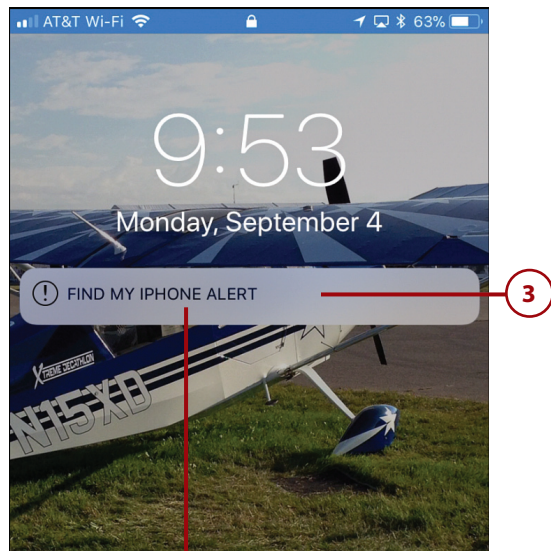 AT&T Wi-Fi 63%
9:53
Monday, September 4
FIND MY IPHONE ALERT
3
XTREME DECATHLON
N15XD